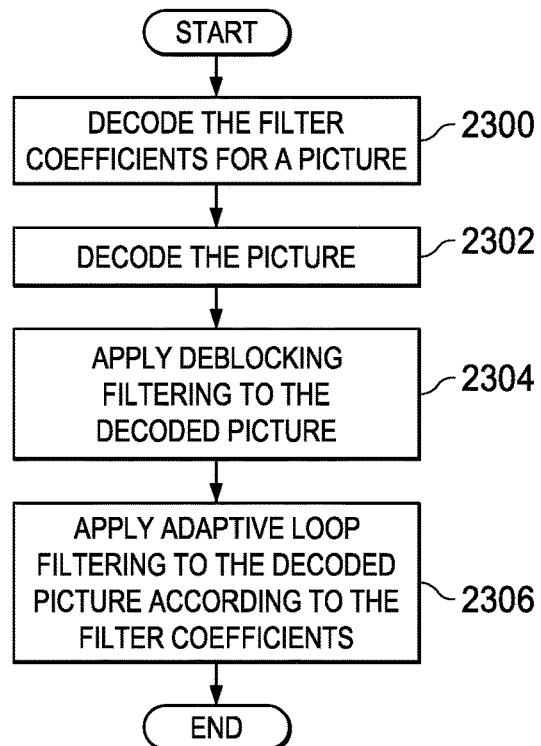 START
DECODE THE FILTER
COEFFICIENTS FOR A PICTURE
2300
DECODE THE PICTURE
2302
APPLY DEBLOCKING
FILTERING TO THE
DECODED PICTURE
2304
APPLY ADAPTIVE LOOP
FILTERING TO THE DECODED
PICTURE ACCORDING TO THE
FILTER COEFFICIENTS
2306
END